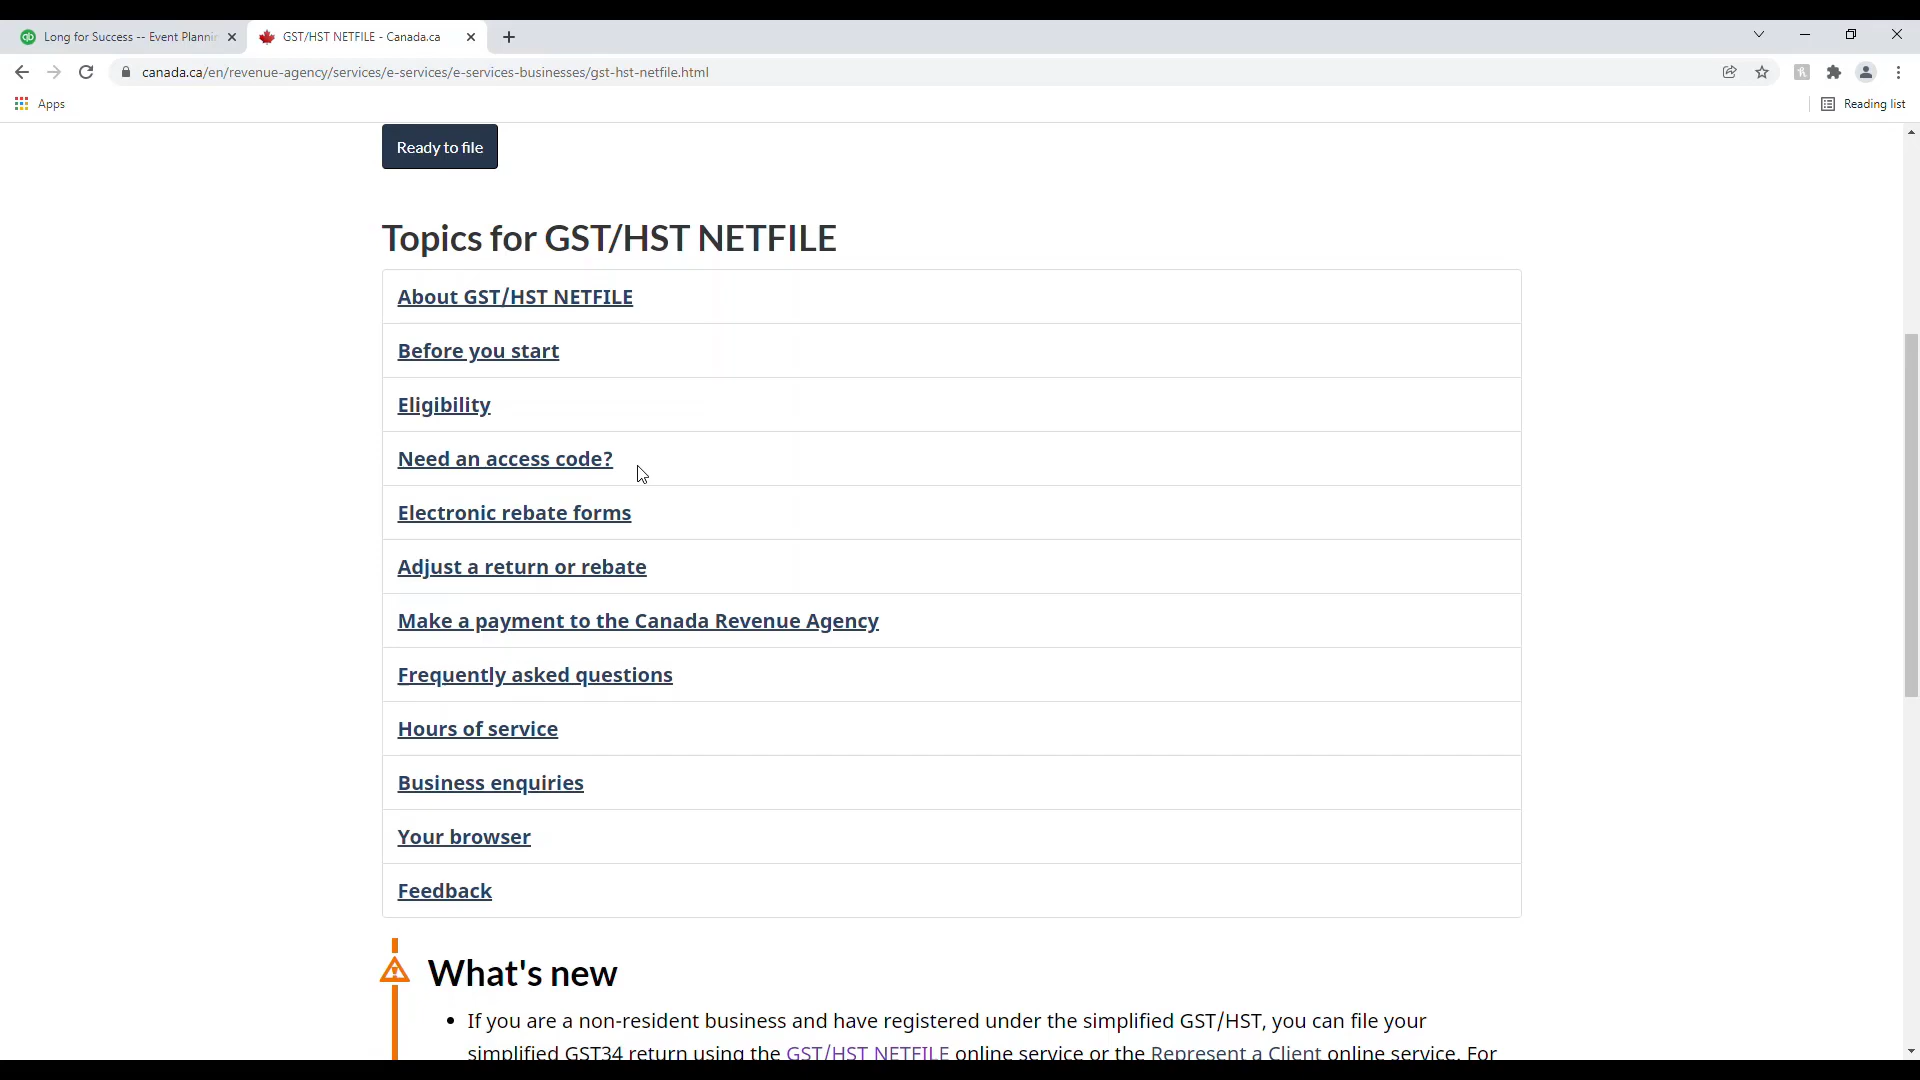 Long for Success -- Event Plannin
GST/HST NETFILE - Canada.ca
canada.ca/en/revenue-agency/services/e-services/e-services-businesses/gst-hst-netfile.html
Apps
Reading list
Ready to file
Topics for GST/HST NETFILE
About GST/HST NETFILE
Before you start
Eligibility
Need an access code?
Electronic rebate forms
Adjust a return or rebate
Make a payment to the Canada Revenue Agency
Frequently asked questions
Hours of service
Business enquiries
Your browser
Feedback
What's new
If you are a non-resident business and have registered under the simplified GST/HST, you can file your
simplified GST34 return using the GST/HST NETFILE online service or the Represent a Client online service. For